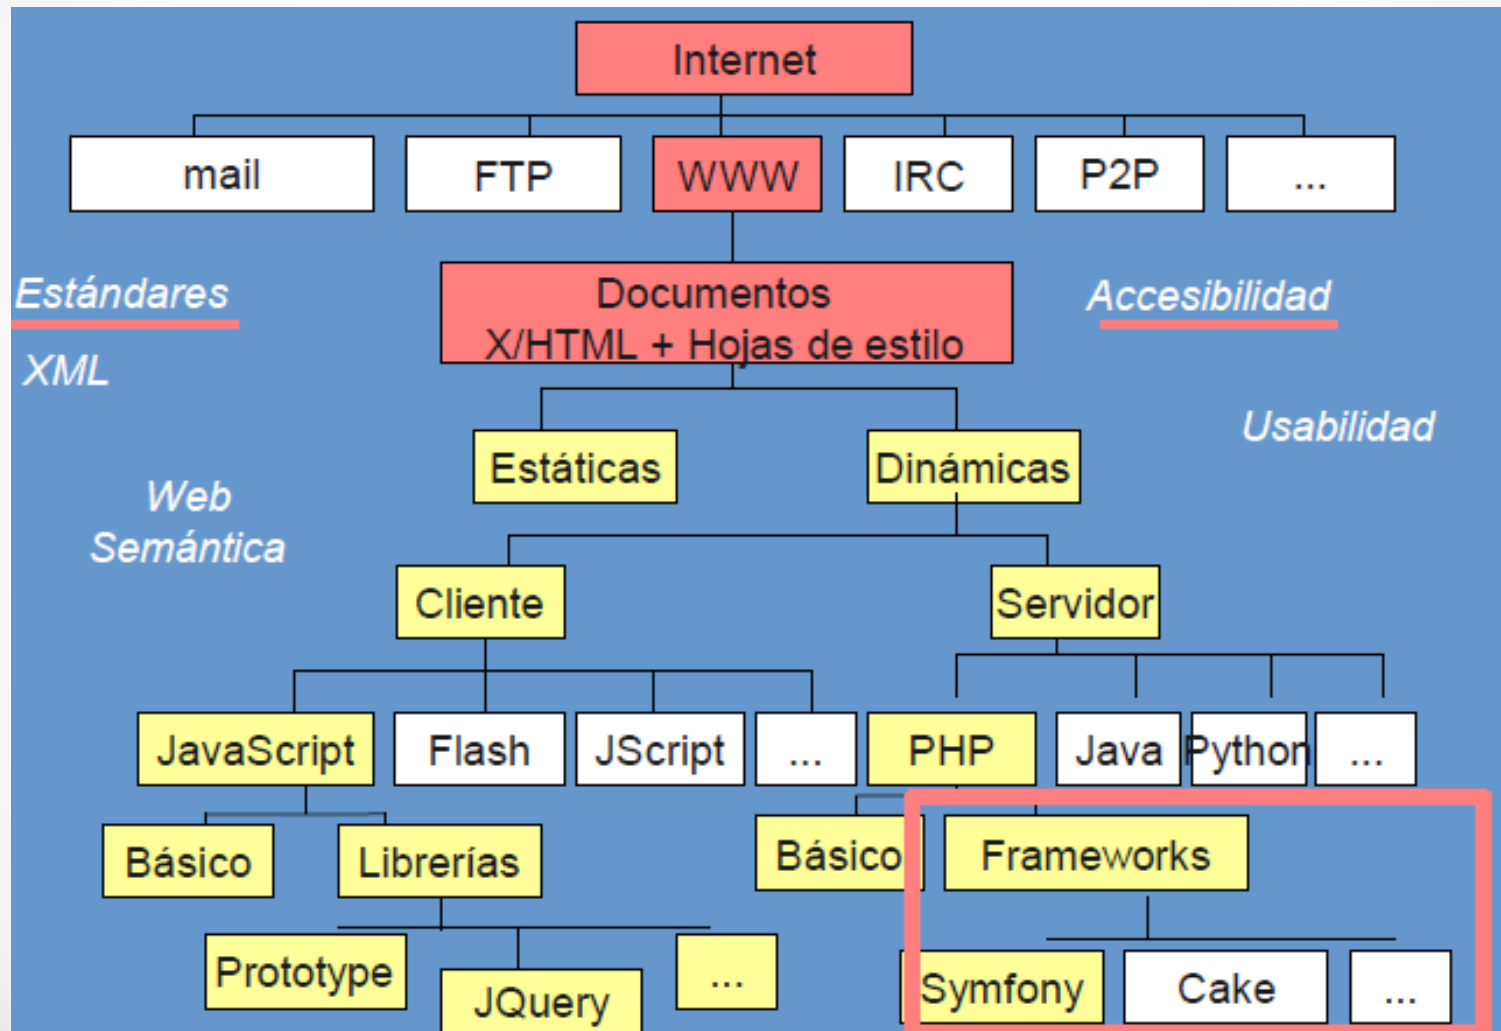 Internet
mail
FTP
WWW
IRC
P2P
...
Estándares
Documentos
X/HTML + Hojas de estilo
Accesibilidad
XML
Usabilidad
Estáticas
Dinámicas
Web
Semántica
Cliente
Servidor
JavaScript
Flash
JScript
...
PHP
Java
Python
...
Básico
Librerías
Básico
Frameworks
Prototype
JQuery
...
Symfony
Cake
...